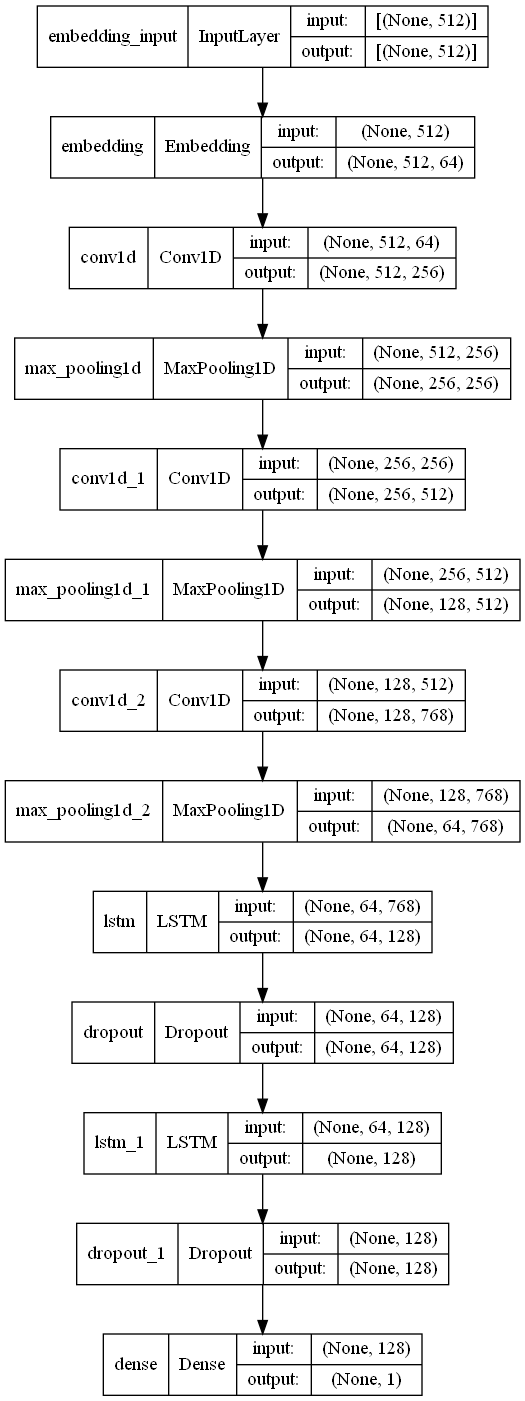 embedding_input InputLayer input: [(None, 512)]
output: [(None, 512)]
embedding Embedding input: (None, 512)
output: (None, 512, 64)
conv1d Conv1D input: (None, 512, 64)
output: (None, 512, 256)
max_pooling1d MaxPooling1D input: (None, 512, 256)
output: (None, 256, 256)
conv1d_1 Conv1D input: (None, 256, 256)
output: (None, 256, 512)
max_pooling1d_1 MaxPooling1D input: (None, 256, 512)
output: (None, 128, 512)
conv1d_2 Conv1D input: (None, 128, 512)
output: (None, 128, 768)
max_pooling1d_2 MaxPooling1D input: (None, 128, 768)
output: (None, 64, 768)
lstm LSTM input: (None, 64, 768)
output: (None, 64, 128)
dropout Dropout input: (None, 64, 128)
output: (None, 64, 128)
lstm_1 LSTM input: (None, 64, 128)
output: (None, 128)
dropout_1 Dropout input: (None, 128)
output: (None, 128)
dense Dense input: (None, 128)
output: (None, 1)